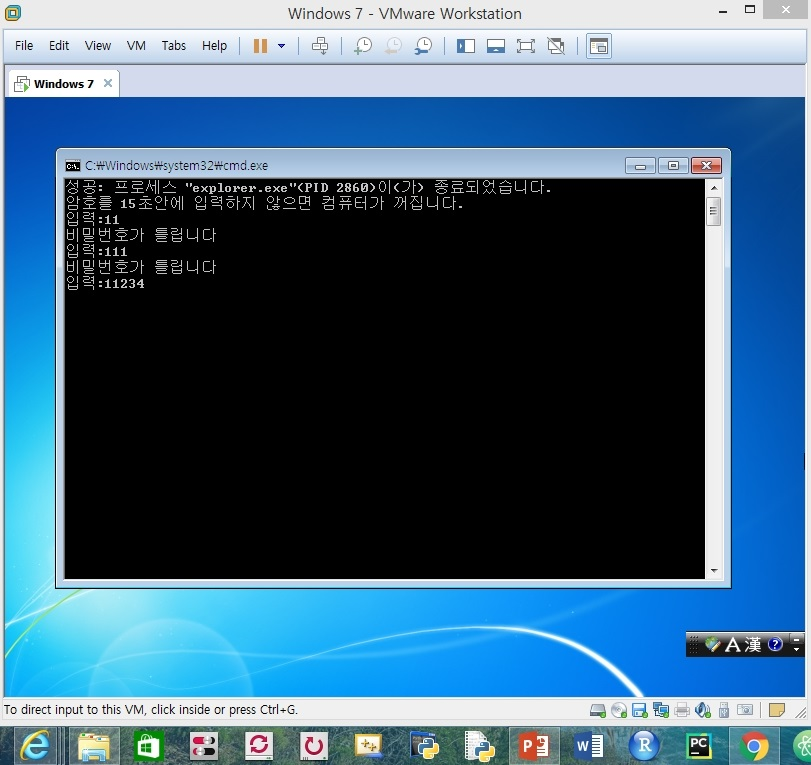 Windows 7 - VMware Workstation
File Edit View VM Tabs Help
Windows 7
C:₩Windows₩system32₩cmd.exe
성공: 프로세스 "explorer.exe"(PID 2860)이(가) 종료되었습니다.
암호를 15초안에 입력하지 않으면 컴퓨터가 꺼집니다.
입력:11
비밀번호가 틀립니다
입력:111
비밀번호가 틀립니다
입력:11234
A 漢 ?
To direct input to this VM, click inside or press Ctrl+G.
P W R PC